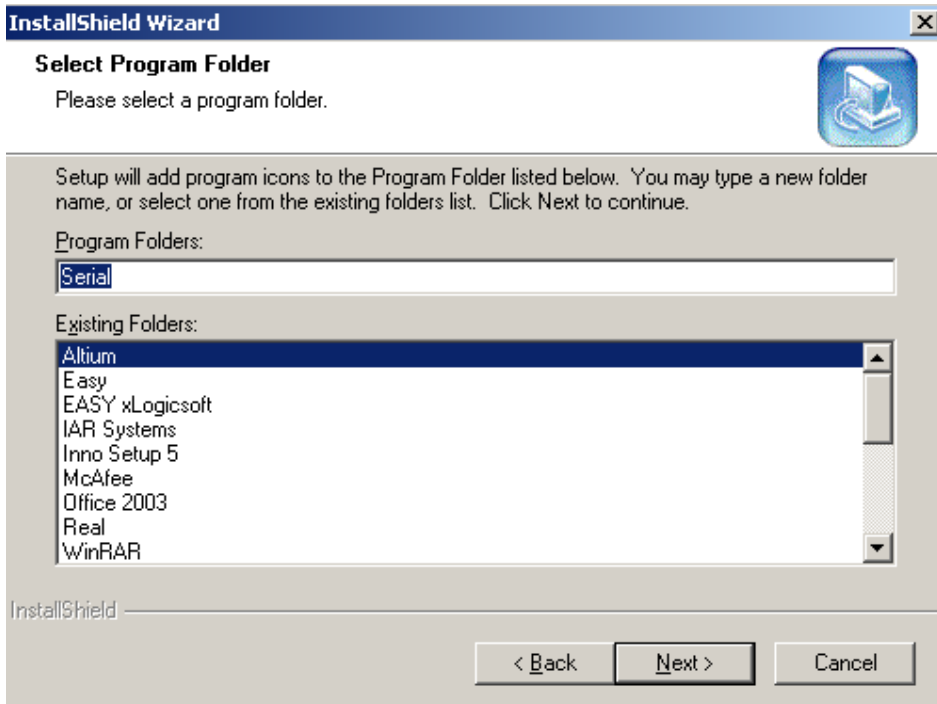 InstallShield Wizard
Select Program Folder
Please select a program folder.
Setup will add program icons to the Program Folder listed below.  You may type a new folder
name, or select one from the existing folders list.  Click Next to continue.
Program Folders:
Serial
Existing Folders:
Altium
Easy
EASY xLogicsoft
IAR Systems
Inno Setup 5
McAfee
Office 2003
Real
WinRAR
InstallShield
< Back
Next >
Cancel